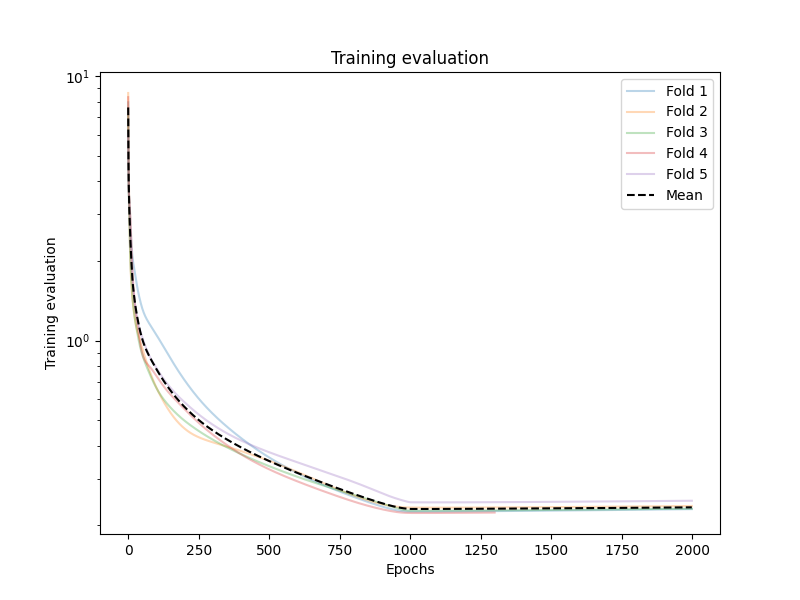 Training evaluation
10¹
10⁰
Training evaluation
Fold 1
Fold 2
Fold 3
Fold 4
Fold 5
Mean
0 250 500 750 1000 1250 1500 1750 2000
Epochs